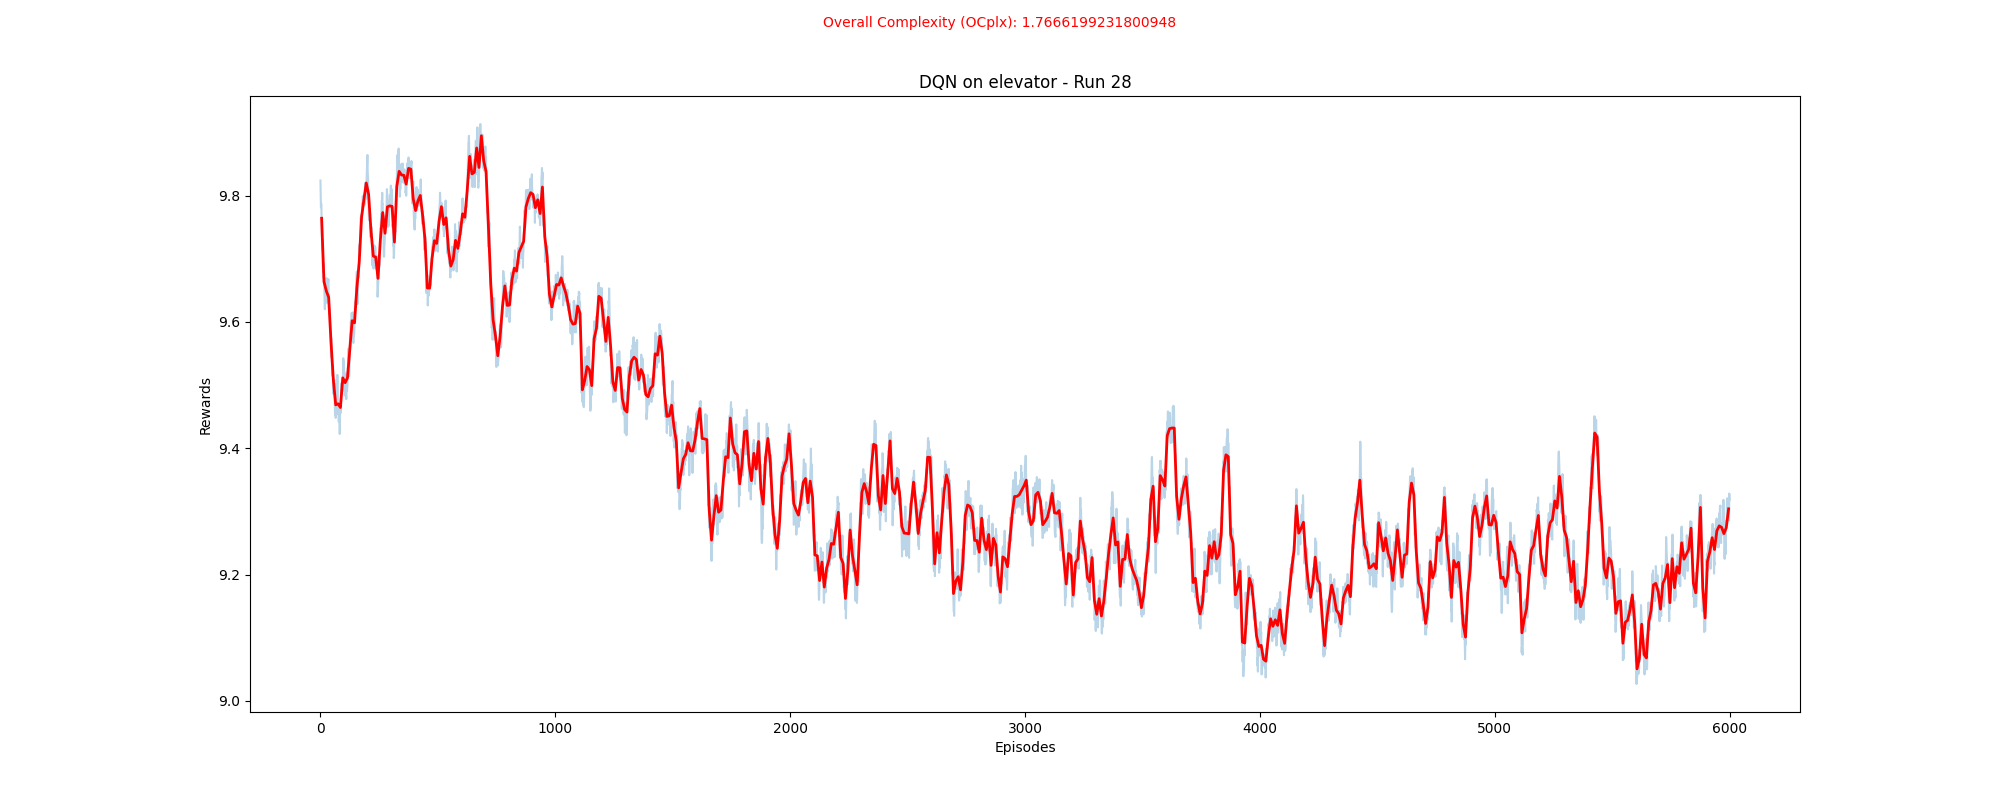 Overall Complexity (OCplx): 1.7666199231800948
DQN on elevator - Run 28
Rewards
9.8
9.6
9.4
9.2
9.0
0 1000 2000 3000 4000 5000 6000
Episodes